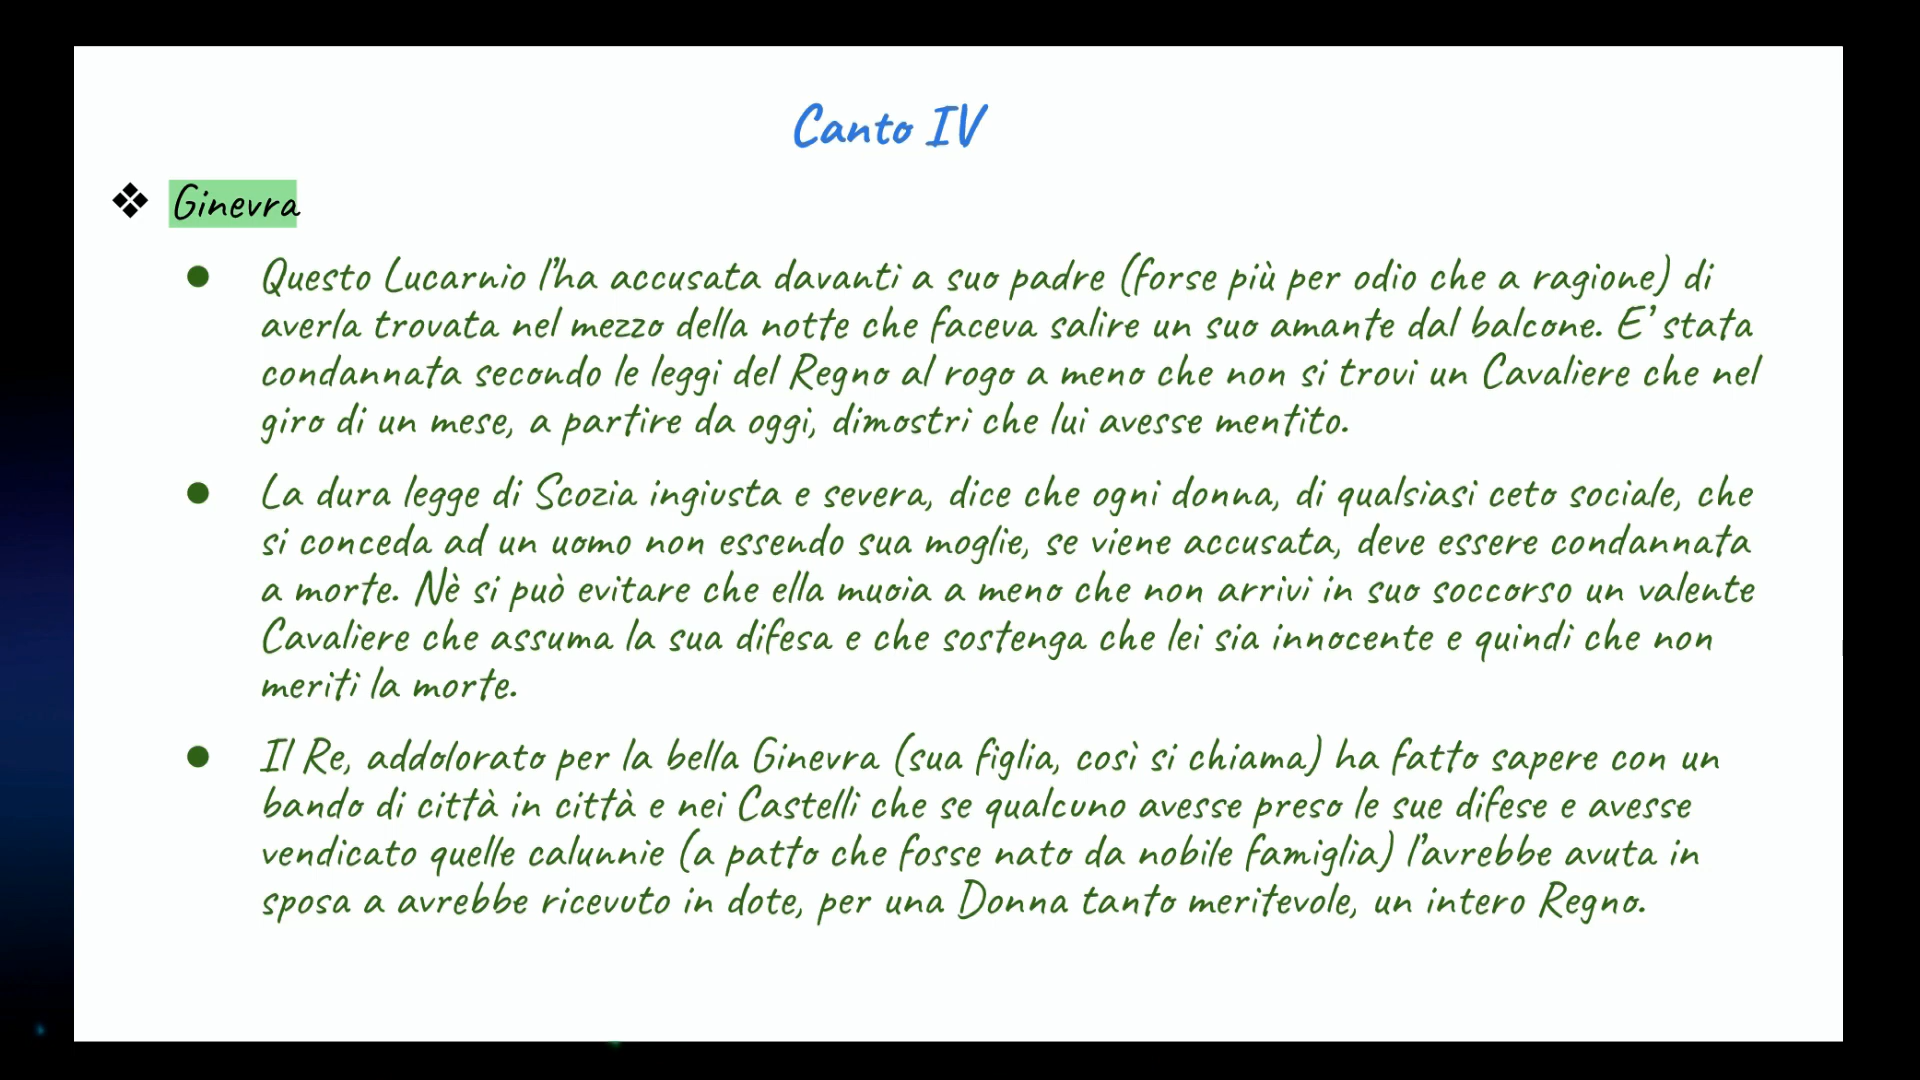 Canto IV
Ginevra
Questo Lucarnio l'ha accusata davanti a suo padre (forse più per odio che a ragione) di
averla trovata nel mezzo della notte che faceva salire un suo amante dal balcone. E' stata
condannata secondo le leggi del Regno al rogo a meno che non si trovi un Cavaliere che nel
giro di un mese, a partire da oggi, dimostri che lui avesse mentito.
La dura legge di Scozia ingiusta e severa, dice che ogni donna, di qualsiasi ceto sociale, che
si conceda ad un uomo non essendo sua moglie, se viene accusata, deve essere condannata
a morte. Nè si può evitare che ella muoia a meno che non arrivi in suo soccorso un valente
Cavaliere che assuma la sua difesa e che sostenga che lei sia innocente e quindi che non
meriti la morte.
Il Re, addolorato per la bella Ginevra (sua figlia, così si chiama) ha fatto sapere con un
bando di città in città e nei Castelli che se qualcuno avesse preso le sue difese e avesse
vendicato quelle calunnie (a patto che fosse nato da nobile famiglia) l'avrebbe avuta in
sposa a avrebbe ricevuto in dote, per una Donna tanto meritevole, un intero Regno.